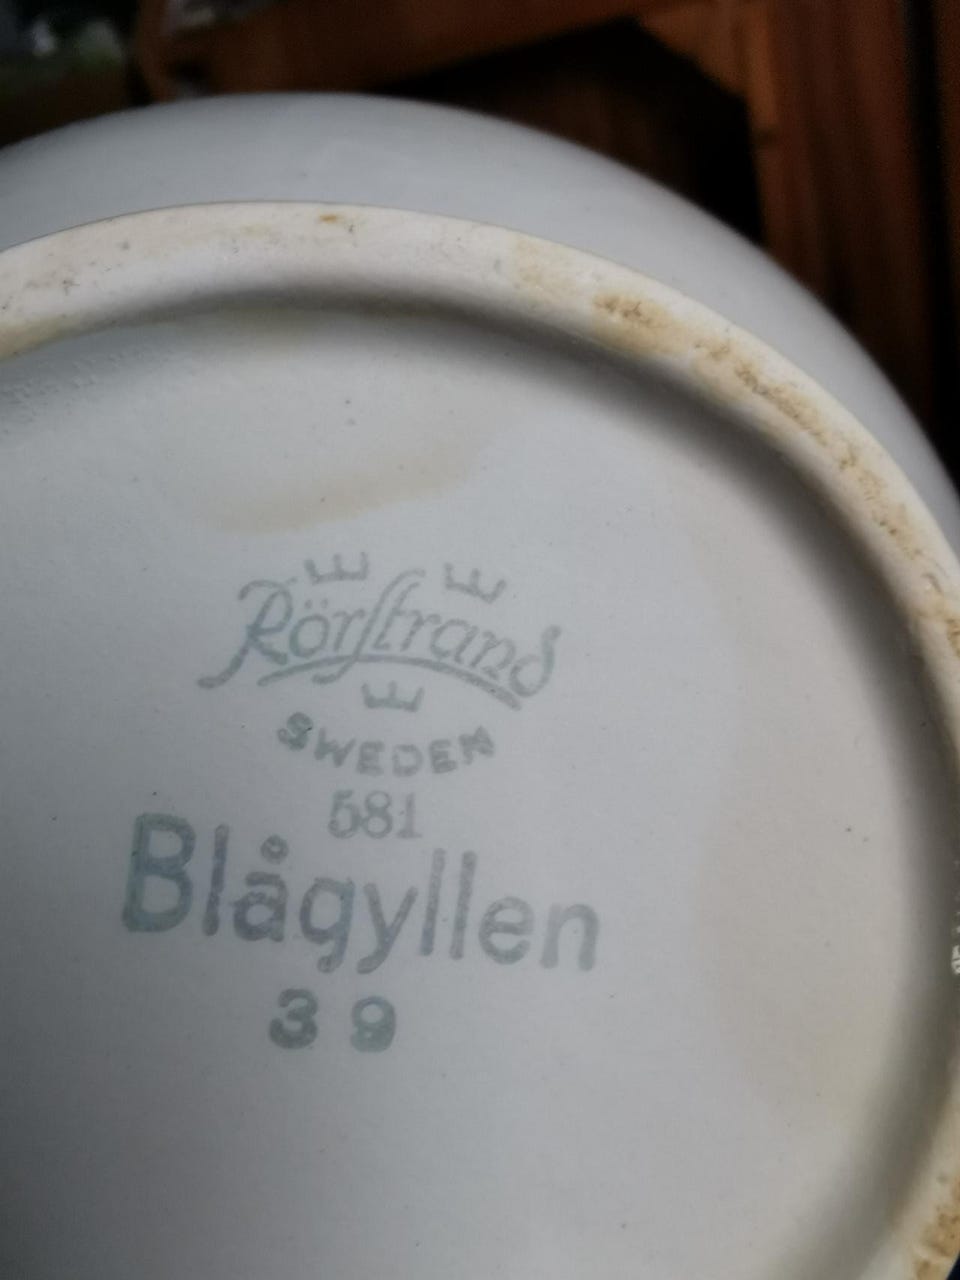 Rörstrand
SWEDEN
581
Blågyllen
39